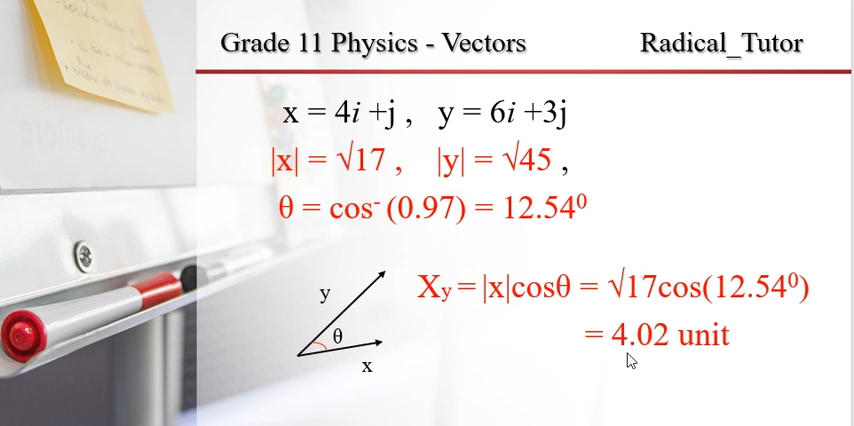 Grade 11 Physics - Vectors
Radical_Tutor
x = 4i +j , y = 6i +3j
|x| = √17 , |y| = √45 ,
θ = cos⁻ (0.97) = 12.54⁰
y
θ
x
Xy = |x|cosθ = √17cos(12.54⁰)
= 4.02 unit